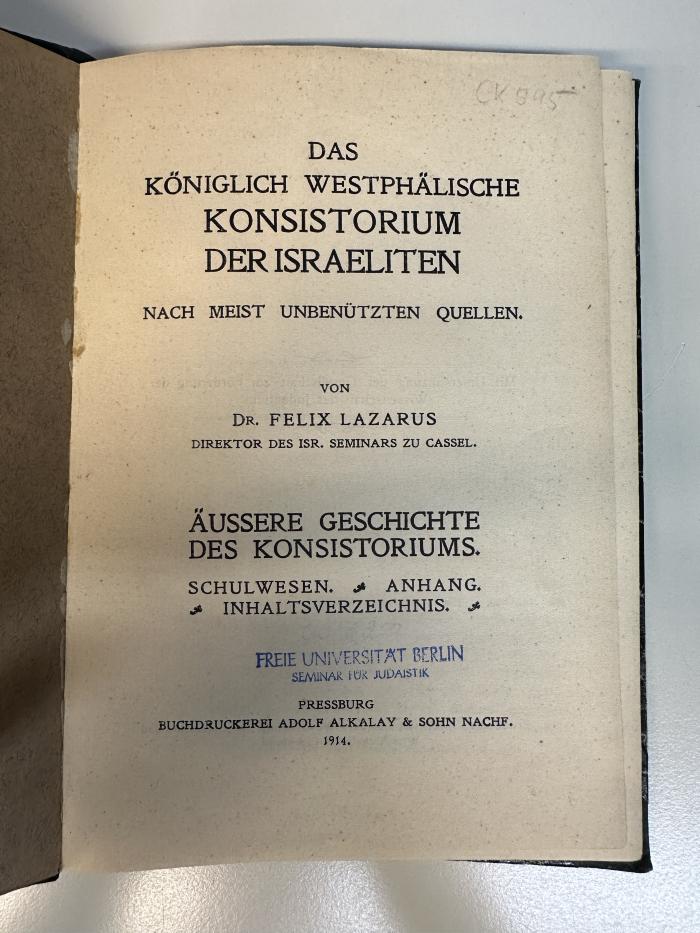 CK 895
DAS
KÖNIGLICH WESTPHÄLISCHE
KONSISTORIUM
DER ISRAELITEN
NACH MEIST UNBENÜTZTEN QUELLEN.
VON
DR. FELIX LAZARUS
DIREKTOR DES ISR. SEMINARS ZU CASSEL.
ÄUSSERE GESCHICHTE
DES KONSISTORIUMS.
SCHULWESEN. ANHANG.
INHALTSVERZEICHNIS.
FREIE UNIVERSITÄT BERLIN
SEMINAR FÜR JUDAISTIK
PRESSBURG
BUCHDRUCKEREI ADOLF ALKALAY & SOHN NACHF.
1914.